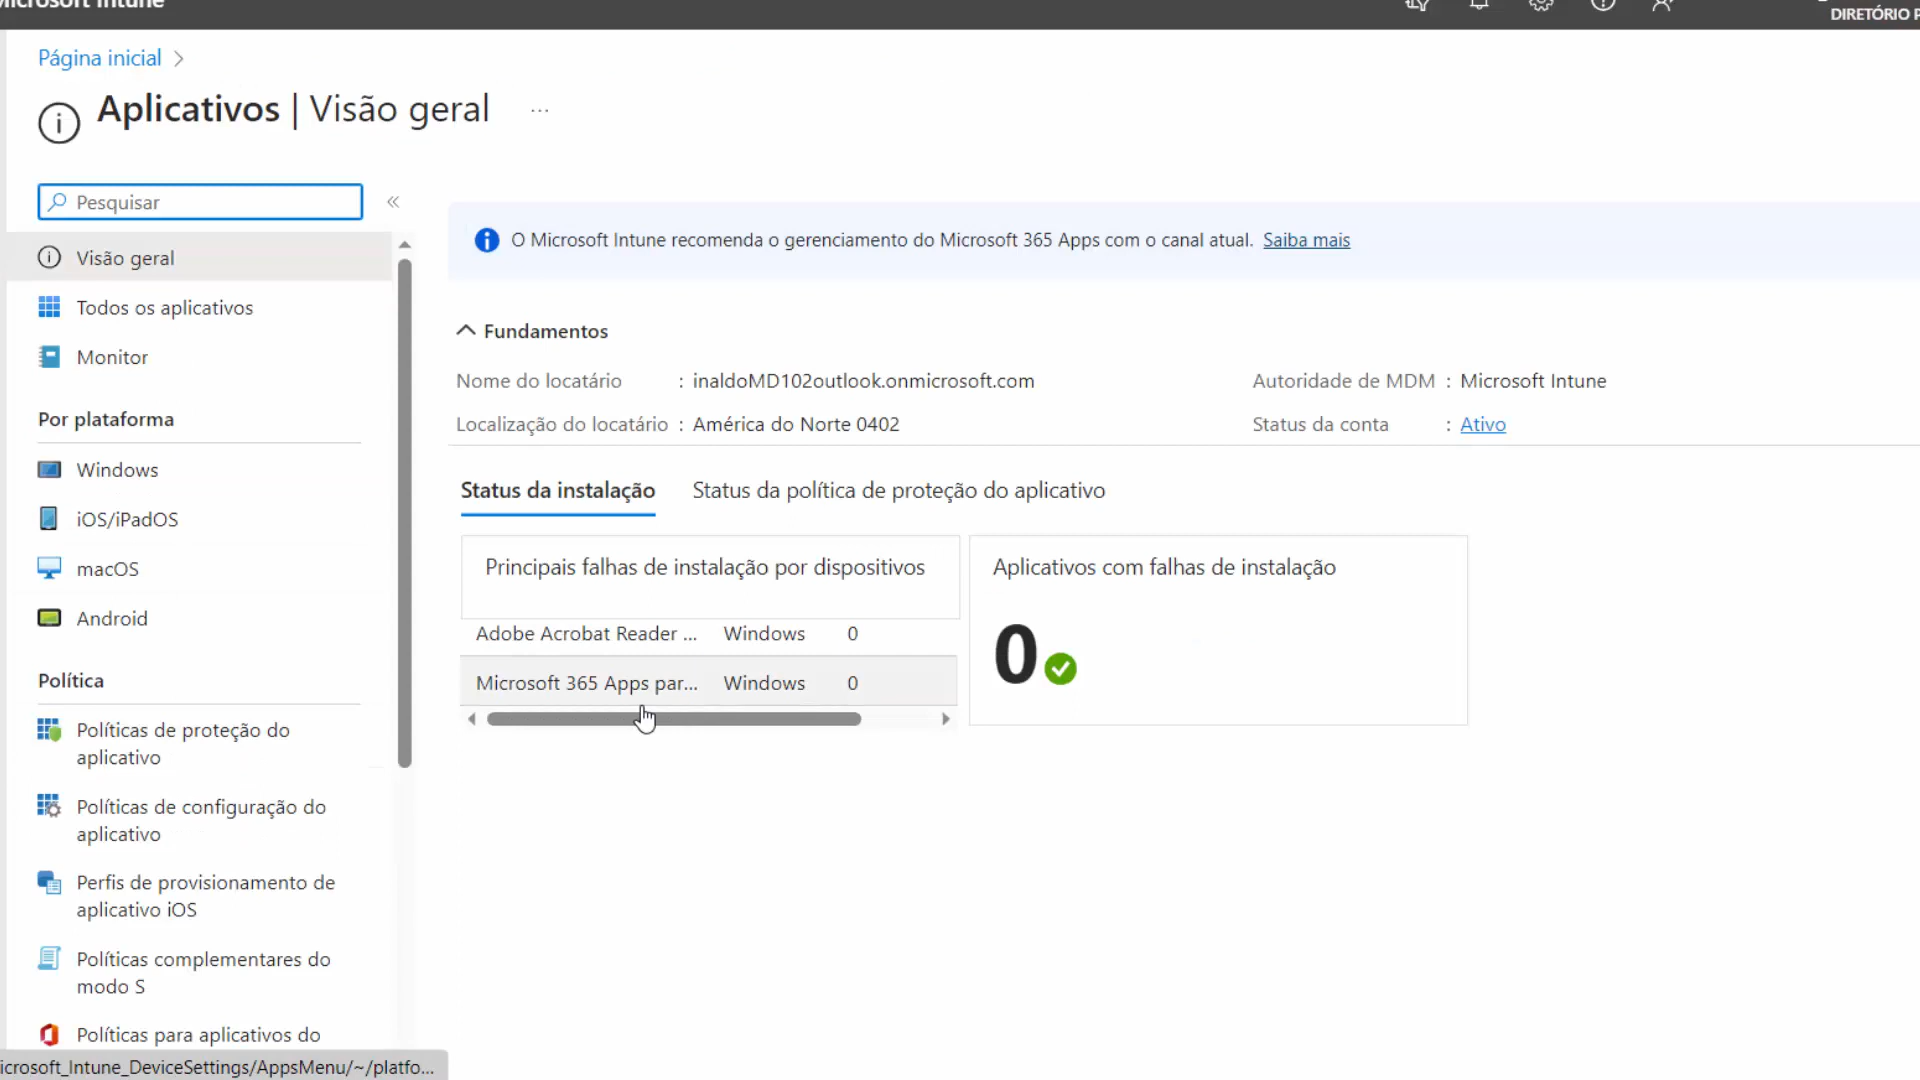 Microsoft Intune
DIRETÓRIO P
Página inicial
Aplicativos | Visão geral ...
Pesquisar
«
Visão geral
Todos os aplicativos
Monitor
Por plataforma
Windows
iOS/iPadOS
macOS
Android
Política
Políticas de proteção do
aplicativo
Políticas de configuração do
aplicativo
Perfis de provisionamento de
aplicativo iOS
Políticas complementares do
modo S
Políticas para aplicativos do
icrosoft_Intune_DeviceSettings/AppsMenu/~/platfo...
O Microsoft Intune recomenda o gerenciamento do Microsoft 365 Apps com o canal atual. Saiba mais
Fundamentos
Nome do locatário : inaldoMD102outlook.onmicrosoft.com
Autoridade de MDM : Microsoft Intune
Localização do locatário : América do Norte 0402
Status da conta : Ativo
Status da instalação Status da política de proteção do aplicativo
Principais falhas de instalação por dispositivos
Adobe Acrobat Reader ... Windows 0
Microsoft 365 Apps par... Windows 0
Aplicativos com falhas de instalação
0